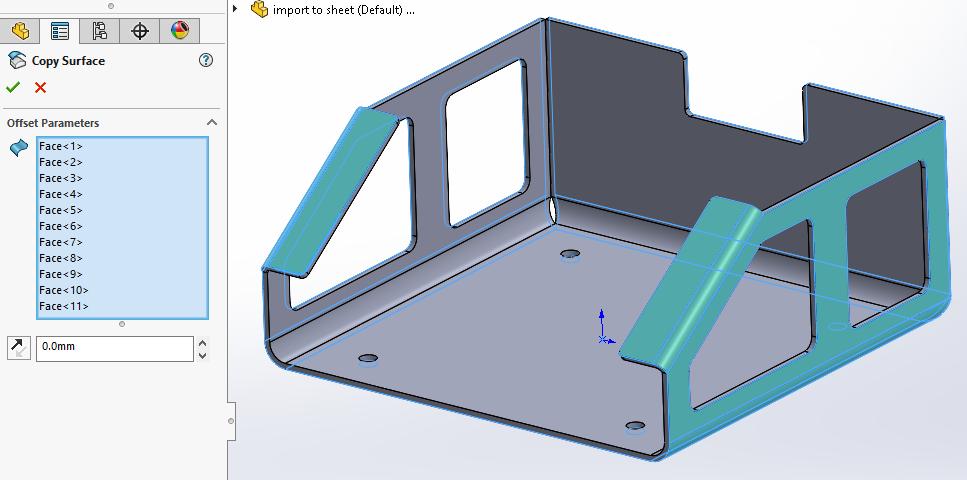 import to sheet (Default) ...
Copy Surface
?
Offset Parameters
Face<1>
Face<2>
Face<3>
Face<4>
Face<5>
Face<6>
Face<7>
Face<8>
Face<9>
Face<10>
Face<11>
0.0mm